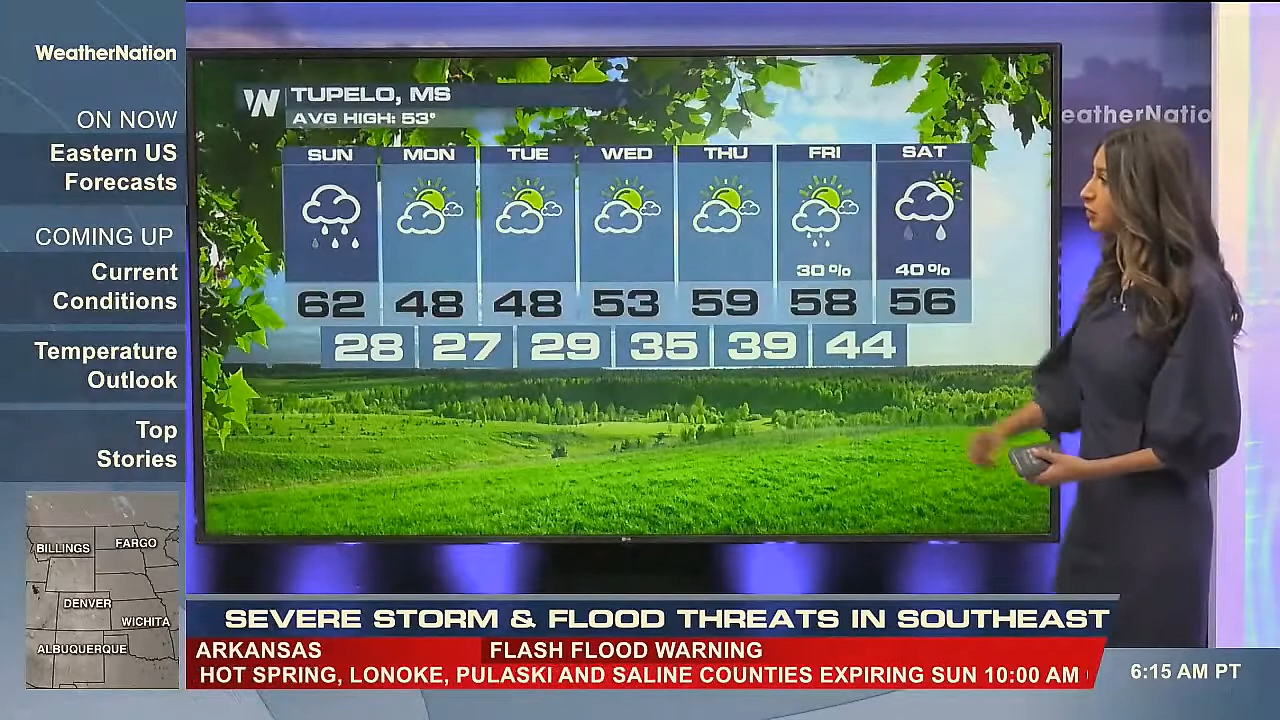 WeatherNation
ON NOW
Eastern US
Forecasts
COMING UP
Current
Conditions
Temperature
Outlook
Top
Stories
BILLINGS
FARGO
DENVER
WICHITA
ALBUQUERQUE
W
TUPELO, MS
AVG HIGH: 53°
SUN MON TUE WED THU FRI SAT
30% 40%
62 48 48 53 59 58 56
28 27 29 35 39 44
LG
eatherNatio
SEVERE STORM & FLOOD THREATS IN SOUTHEAST
ARKANSAS FLASH FLOOD WARNING
HOT SPRING, LONOKE, PULASKI AND SALINE COUNTIES EXPIRING SUN 10:00 AM
6:15 AM PT